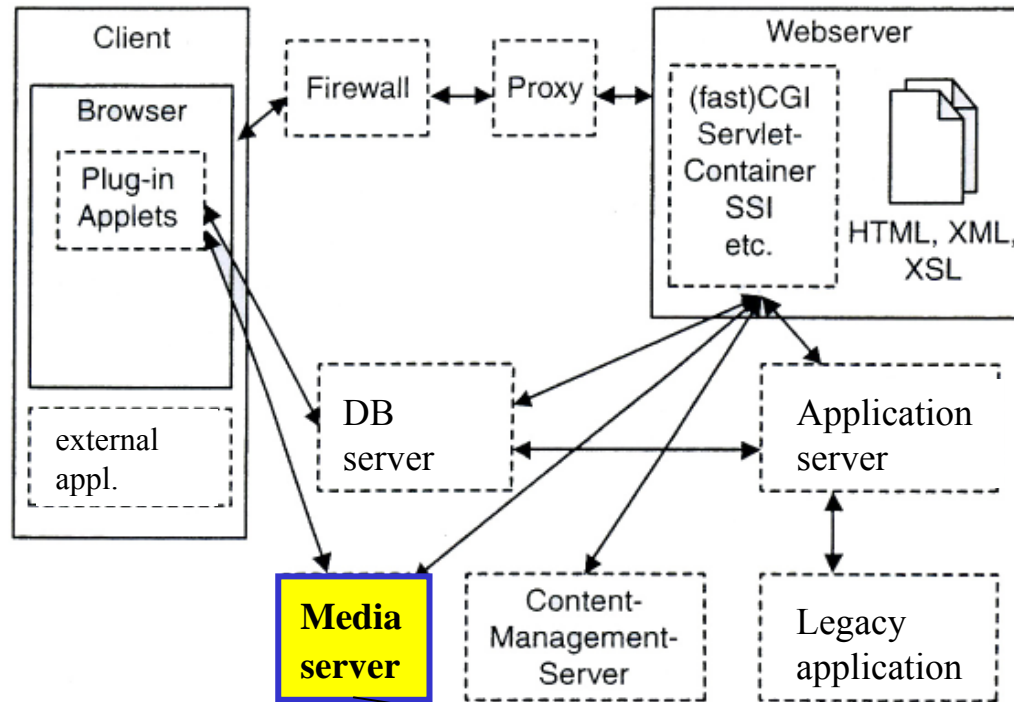 Client
Browser
Plug-in
Applets
external
appl.
Firewall
Proxy
Webserver
(fast)CGI
Servlet-
Container
SSI
etc.
HTML, XML,
XSL
DB
server
Application
server
Media
server
Content-
Management-
Server
Legacy
application